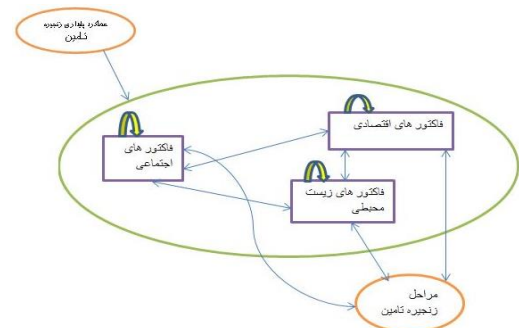 عملکرد پایداری زنجیره
تامین
فاکتور های اقتصادی
فاکتور های
اجتماعی
فاکتور های زیست
محیطی
مراحل
زنجیره تامین